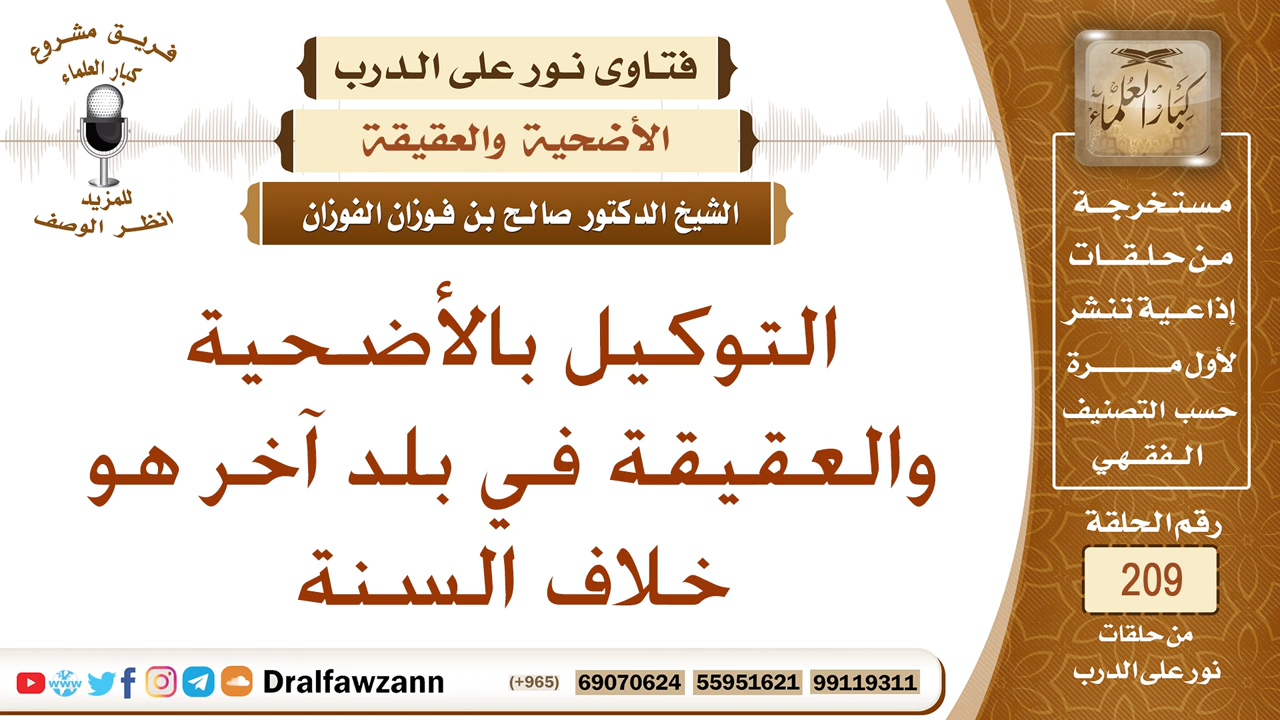 فريق مشروع
كبار العلماء
للمزيد
انظر الوصف
فتاوى نور على الدرب
الأضحية والعقيقة
الشيخ الدكتور صالح بن فوزان الفوزان
التوكيل بالأضحية
والعقيقة في بلد آخر هو
خلاف السنة
كبار العلماء
مستخرجة
من حلقات
إذاعية تنشر
لأول مرة
حسب التصنيف
الفقهي
رقم الحلقة
209
من حلقات
نور على الدرب
www
Dralfawzann
(+965) 69070624 55951621 99119311